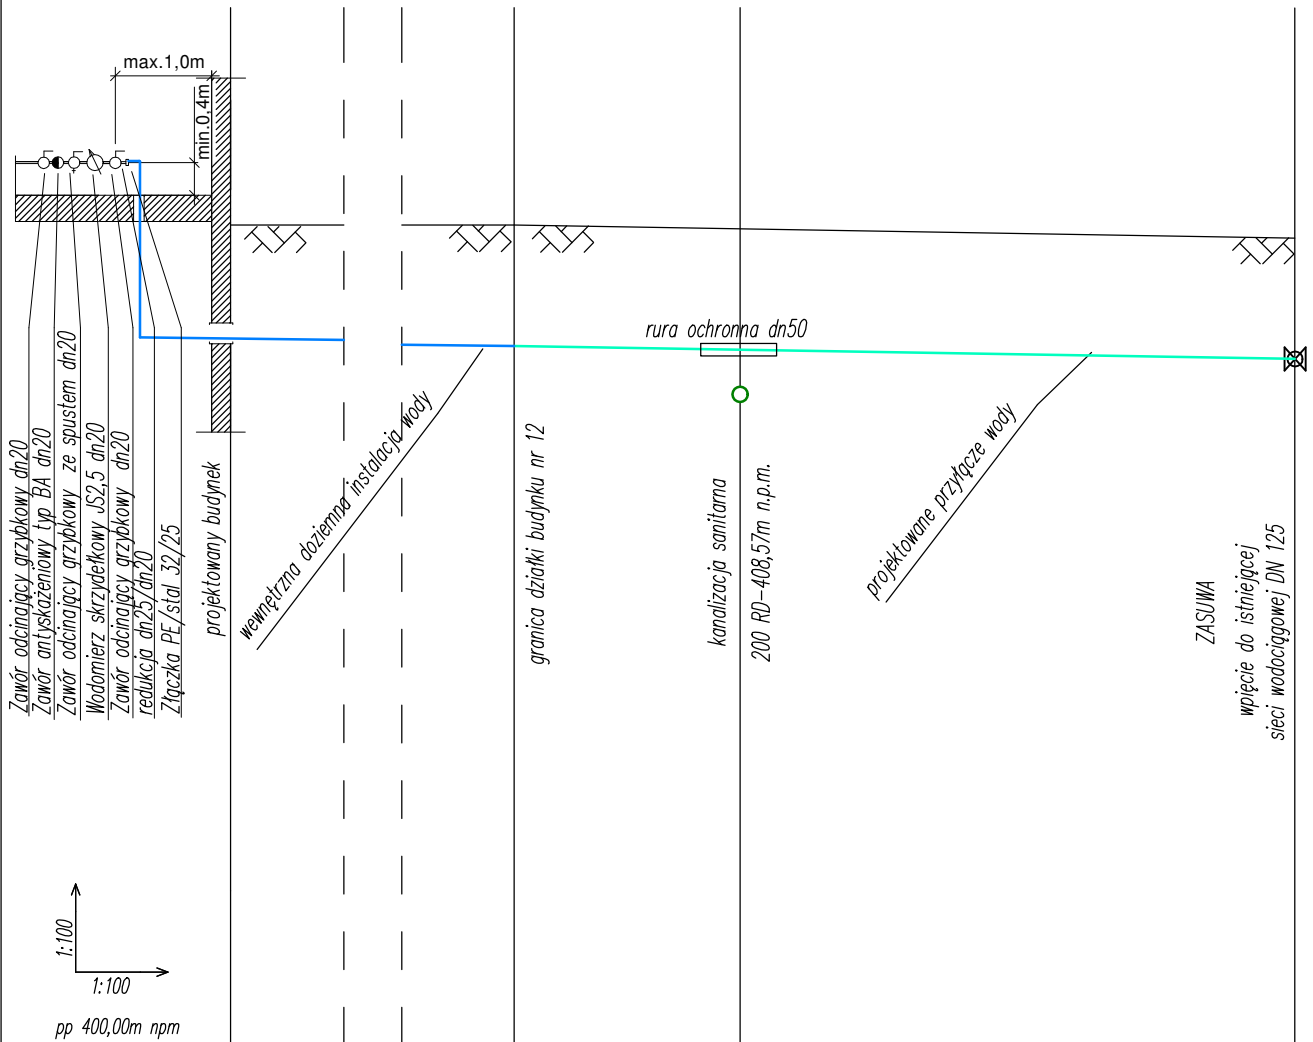 max.1,0m
min.0,4m
rura ochronna dn50
Zawór odcinający grzybkowy dn20
Zawór antyskażeniowy typ BA dn20
Zawór odcinający grzybkowy ze spustem dn20
Wodomierz skrzydełkowy JS2,5 dn20
Zawór odcinający grzybkowy dn20
redukcja dn25/dn20
Złączka PE/stal 32/25
projektowany budynek
wewnętrzna doziemna instalacja wody
granica działki budynku nr 12
kanalizacja sanitarna
200 RD-408,57m n.p.m.
projektowane przyłącze wody
ZASUWA
wpięcie do istniejącej
sieci wodociągowej DN 125
1:100
1:100
pp 400,00m npm